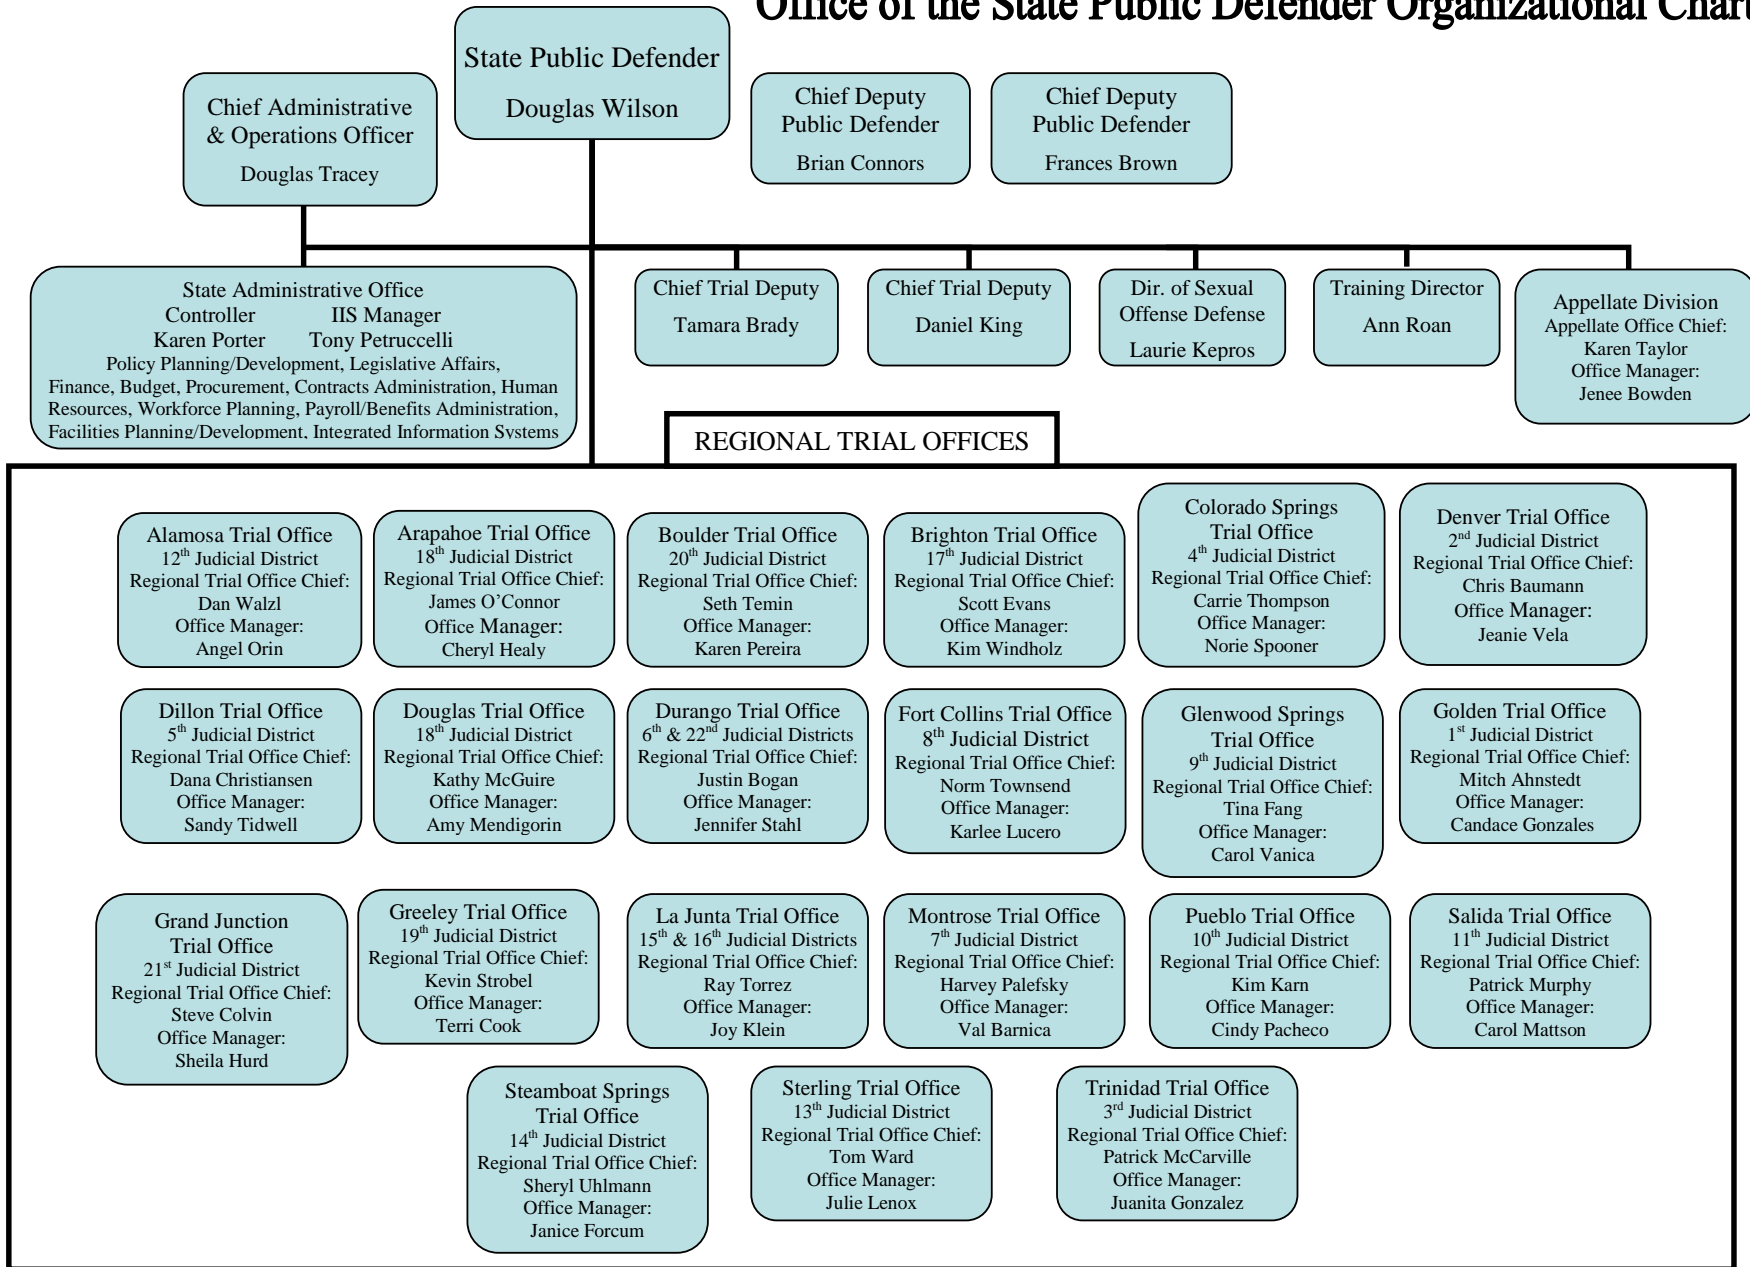 Office of the State Public Defender Organizational Chart
State Public Defender
Douglas Wilson
Chief Administrative
& Operations Officer
Douglas Tracey
Chief Deputy
Public Defender
Brian Connors
Chief Deputy
Public Defender
Frances Brown
State Administrative Office
Controller IIS Manager
Karen Porter Tony Petruccelli
Policy Planning/Development, Legislative Affairs,
Finance, Budget, Procurement, Contracts Administration, Human
Resources, Workforce Planning, Payroll/Benefits Administration,
Facilities Planning/Development, Integrated Information Systems
Chief Trial Deputy
Tamara Brady
Chief Trial Deputy
Daniel King
Dir. of Sexual
Offense Defense
Laurie Kepros
Training Director
Ann Roan
Appellate Division
Appellate Office Chief:
Karen Taylor
Office Manager:
Jenee Bowden
REGIONAL TRIAL OFFICES
Alamosa Trial Office
12th Judicial District
Regional Trial Office Chief:
Dan Walzl
Office Manager:
Angel Orin
Arapahoe Trial Office
18th Judicial District
Regional Trial Office Chief:
James O’Connor
Office Manager:
Cheryl Healy
Boulder Trial Office
20th Judicial District
Regional Trial Office Chief:
Seth Temin
Office Manager:
Karen Pereira
Brighton Trial Office
17th Judicial District
Regional Trial Office Chief:
Scott Evans
Office Manager:
Kim Windholz
Colorado Springs
Trial Office
4th Judicial District
Regional Trial Office Chief:
Carrie Thompson
Office Manager:
Norie Spooner
Denver Trial Office
2nd Judicial District
Regional Trial Office Chief:
Chris Baumann
Office Manager:
Jeanie Vela
Dillon Trial Office
5th Judicial District
Regional Trial Office Chief:
Dana Christiansen
Office Manager:
Sandy Tidwell
Douglas Trial Office
18th Judicial District
Regional Trial Office Chief:
Kathy McGuire
Office Manager:
Amy Mendigorin
Durango Trial Office
6th & 22nd Judicial Districts
Regional Trial Office Chief:
Justin Bogan
Office Manager:
Jennifer Stahl
Fort Collins Trial Office
8th Judicial District
Regional Trial Office Chief:
Norm Townsend
Office Manager:
Karlee Lucero
Glenwood Springs
Trial Office
9th Judicial District
Regional Trial Office Chief:
Tina Fang
Office Manager:
Carol Vanica
Golden Trial Office
1st Judicial District
Regional Trial Office Chief:
Mitch Ahnstedt
Office Manager:
Candace Gonzales
Grand Junction
Trial Office
21st Judicial District
Regional Trial Office Chief:
Steve Colvin
Office Manager:
Sheila Hurd
Greeley Trial Office
19th Judicial District
Regional Trial Office Chief:
Kevin Strobel
Office Manager:
Terri Cook
La Junta Trial Office
15th & 16th Judicial Districts
Regional Trial Office Chief:
Ray Torrez
Office Manager:
Joy Klein
Montrose Trial Office
7th Judicial District
Regional Trial Office Chief:
Harvey Palefsky
Office Manager:
Val Barnica
Pueblo Trial Office
10th Judicial District
Regional Trial Office Chief:
Kim Karn
Office Manager:
Cindy Pacheco
Salida Trial Office
11th Judicial District
Regional Trial Office Chief:
Patrick Murphy
Office Manager:
Carol Mattson
Steamboat Springs
Trial Office
14th Judicial District
Regional Trial Office Chief:
Sheryl Uhlmann
Office Manager:
Janice Forcum
Sterling Trial Office
13th Judicial District
Regional Trial Office Chief:
Tom Ward
Office Manager:
Julie Lenox
Trinidad Trial Office
3rd Judicial District
Regional Trial Office Chief:
Patrick McCarville
Office Manager:
Juanita Gonzalez